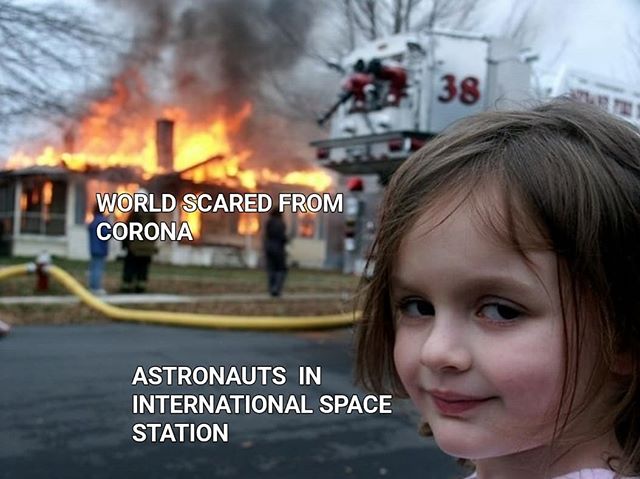 38
WORLD SCARED FROM
CORONA
ASTRONAUTS IN
INTERNATIONAL SPACE
STATION